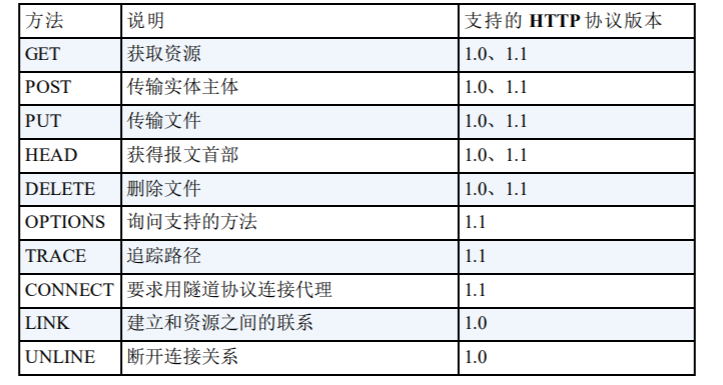 方法 说明 支持的 HTTP 协议版本
GET 获取资源 1.0、1.1
POST 传输实体主体 1.0、1.1
PUT 传输文件 1.0、1.1
HEAD 获得报文首部 1.0、1.1
DELETE 删除文件 1.0、1.1
OPTIONS 询问支持的方法 1.1
TRACE 追踪路径 1.1
CONNECT 要求用隧道协议连接代理 1.1
LINK 建立和资源之间的联系 1.0
UNLINE 断开连接关系 1.0